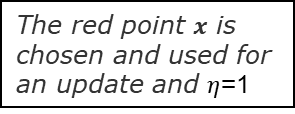 The red point x is
chosen and used for
an update and η=1